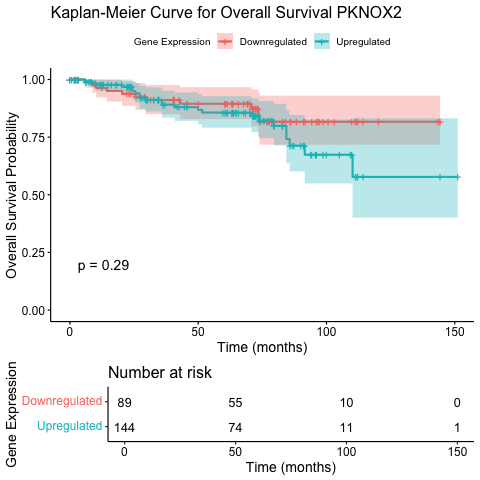 Kaplan-Meier Curve for Overall Survival PKNOX2
Gene Expression Downregulated Upregulated
1.00
0.75
0.50
0.25
0.00
Overall Survival Probability
p = 0.29
0 50 100 150
Time (months)
Number at risk
Gene Expression
Downregulated 89 55 10 0
Upregulated 144 74 11 1
0 50 100 150
Time (months)